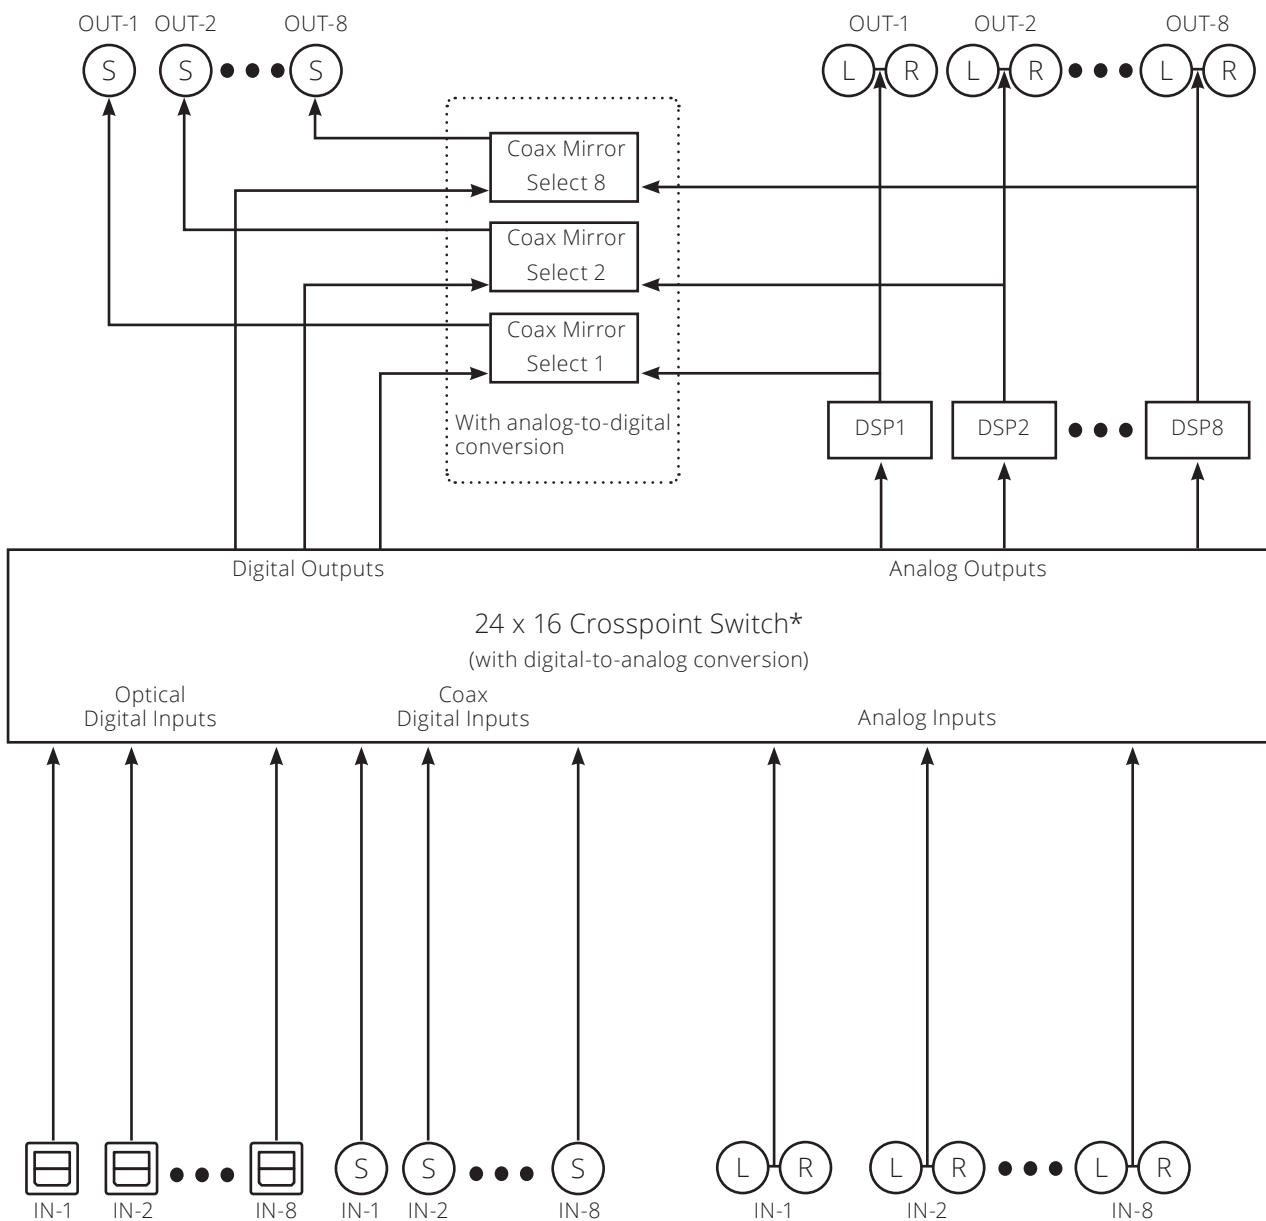 OUT-1 OUT-2 OUT-8 OUT-1 OUT-2 OUT-8
S S S L R L R L R
Coax Mirror
Select 8
Coax Mirror
Select 2
Coax Mirror
Select 1
With analog-to-digital
conversion
DSP1 DSP2 DSP8
Digital Outputs Analog Outputs
24 x 16 Crosspoint Switch*
(with digital-to-analog conversion)
Optical
Digital Inputs
Coax
Digital Inputs
Analog Inputs
S S S L R L R L R
IN-1 IN-2 IN-8 IN-1 IN-2 IN-8 IN-1 IN-2 IN-8